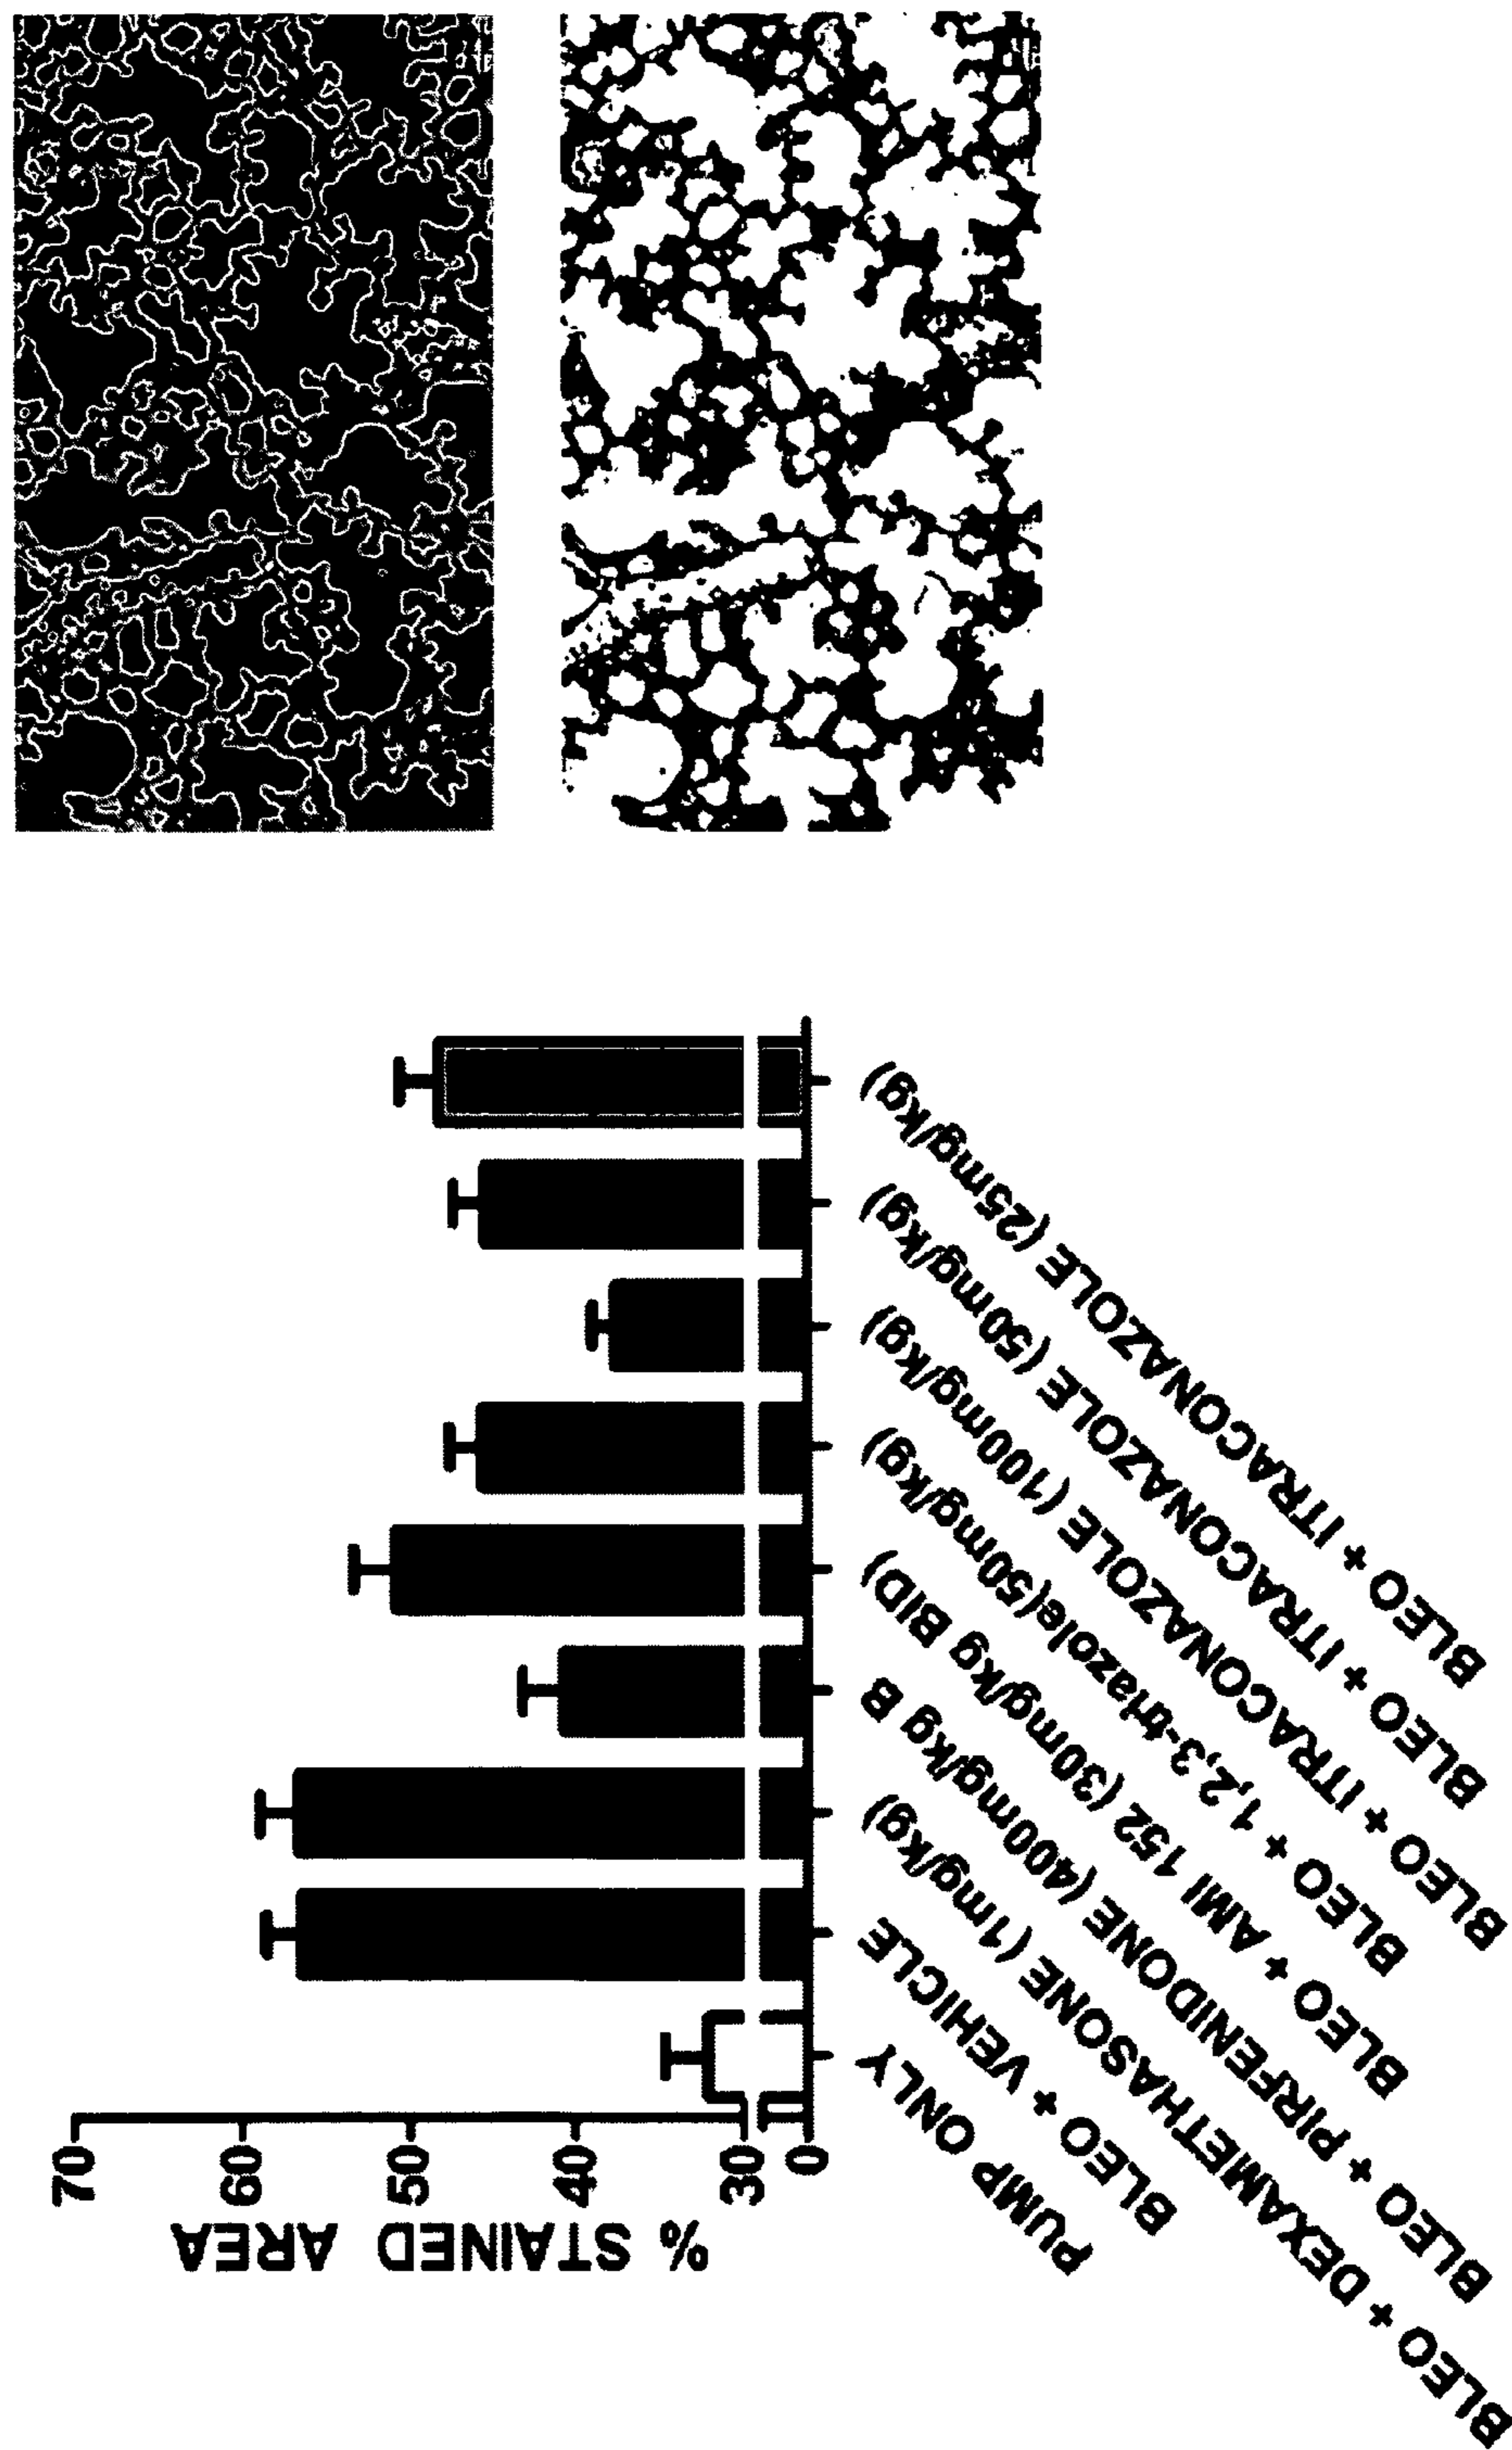 % STAINED AREA
70
60
50
40
30
0
PUMP ONLY
BLEO + VEHICLE
BLEO + DEXAMETHASONE (1mg/kg)
BLEO + PIRFENIDONE (400mg/kg B
BLEO + AMI 152 (30mg/kg BID)
BLEO + 1,2,3-triazole(50mg/kg)
BLEO + ITRACONAZOLE (100mg/kg)
BLEO + ITRACONAZOLE (50mg/kg)
BLEO + ITRACONAZOLE (25mg/kg)